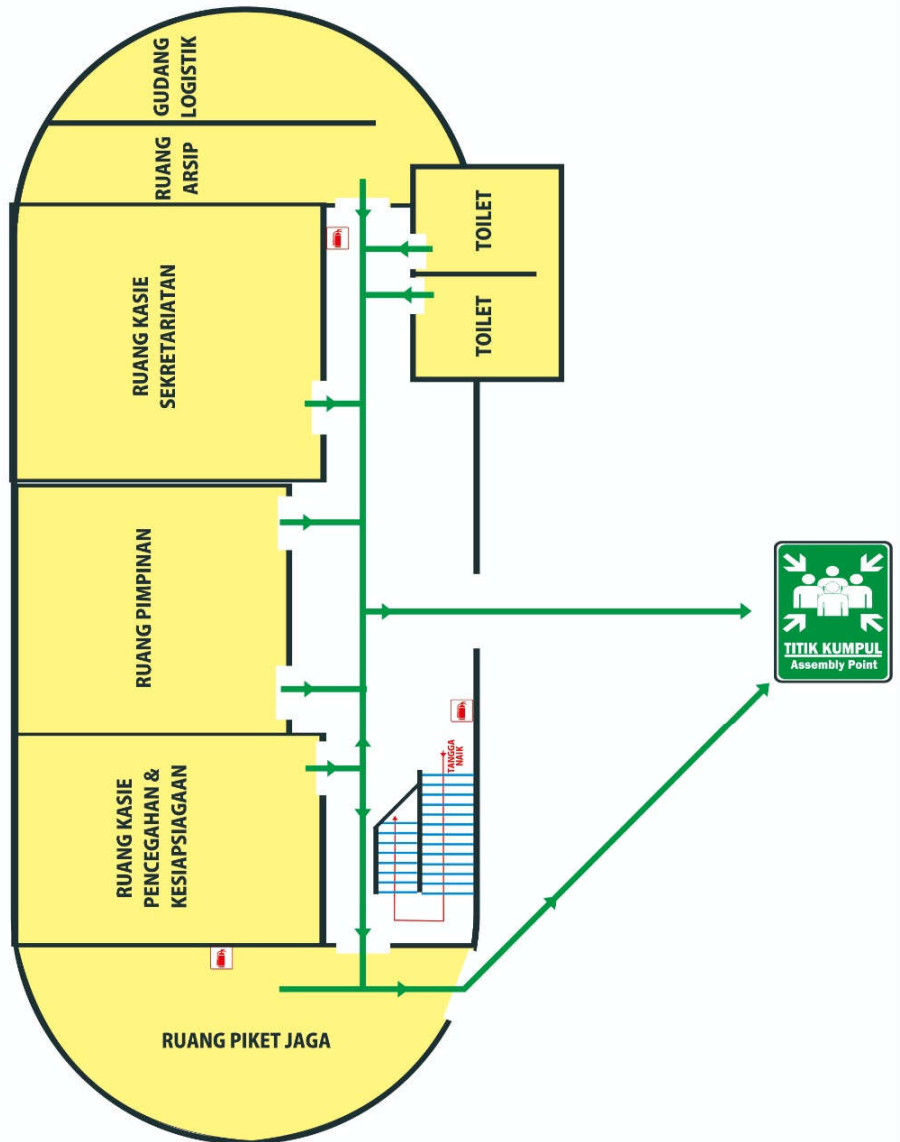 GUDANG
LOGISTIK
RUANG
ARSIP
TOILET
TOILET
RUANG KASIE
SEKRETARIATAN
RUANG PIMPINAN
TITIK KUMPUL
Assembly Point
TANGGA
NAIK
RUANG KASIE
PENCEGAHAN &
KESIAPSIAGAAN
RUANG PIKET JAGA